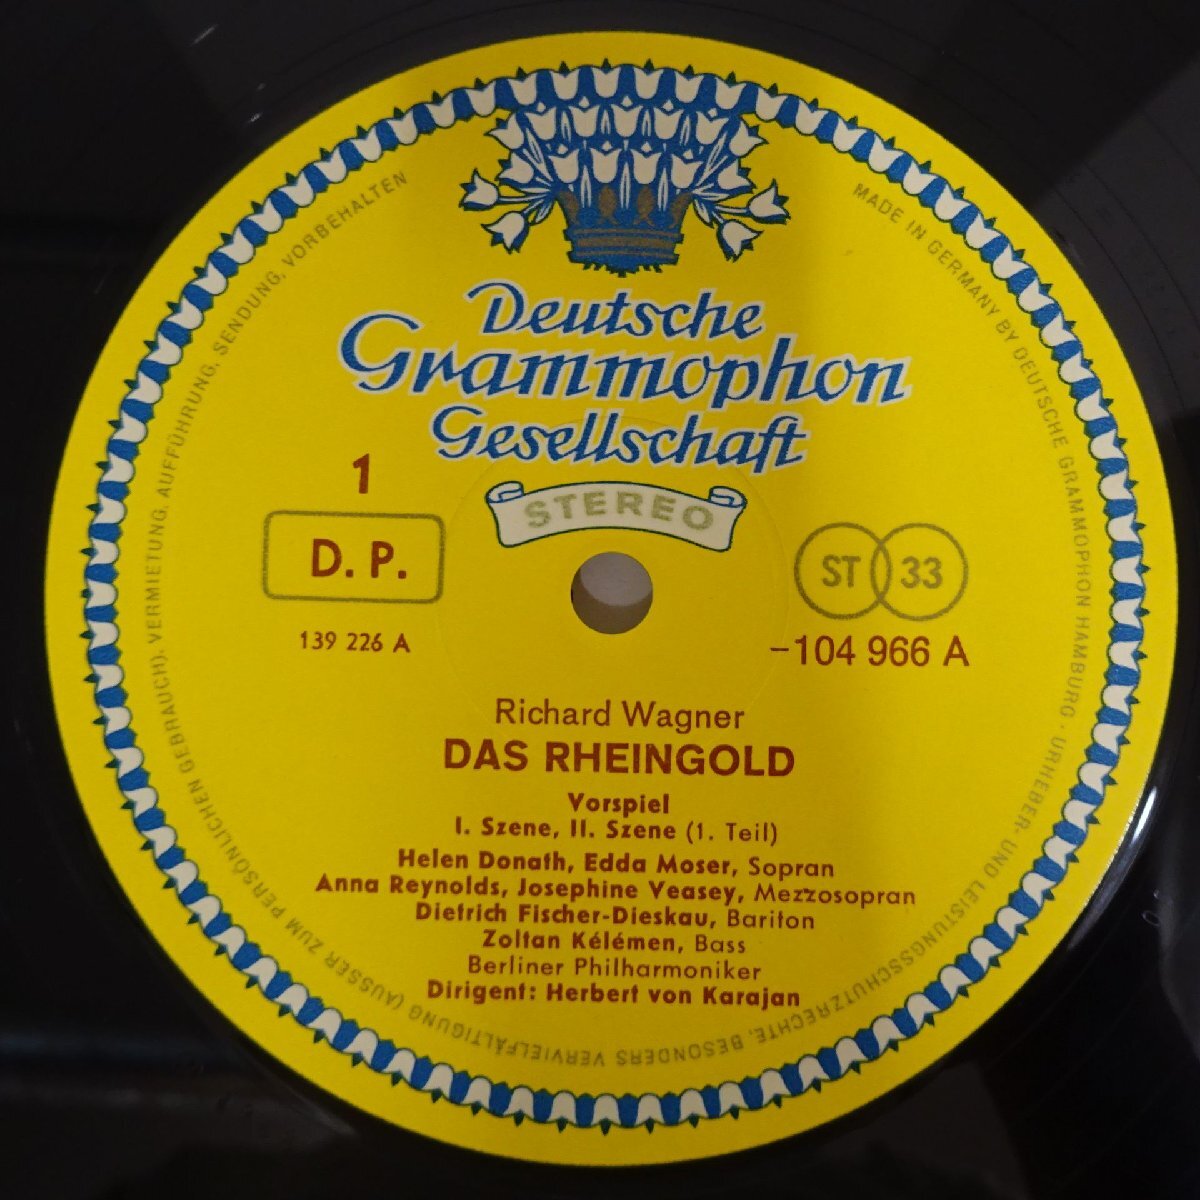 Deutsche
Grammophon
Gesellschaft
STEREO
1
D. P.
139 226 A
ST 33
-104 966 A
Richard Wagner
DAS RHEINGOLD
Vorspiel
I. Szene, II. Szene (1. Teil)
Helen Donath, Edda Moser, Sopran
Anna Reynolds, Josephine Veasey, Mezzosopran
Dietrich Fischer-Dieskau, Bariton
Zoltan Kélémen, Bass
Berliner Philharmoniker
Dirigent: Herbert von Karajan
MADE IN GERMANY BY DEUTSCHE GRAMMOPHON HAMBURG · URHEBER- UND LEISTUNGSSCHUTZRECHTE, BESONDERS VERVIELFÄLTIGUNG (AUSSER ZUM PERSÖNLICHEN GEBRAUCH), VERMIETUNG, AUFFÜHRUNG, SENDUNG, VORBEHALTEN